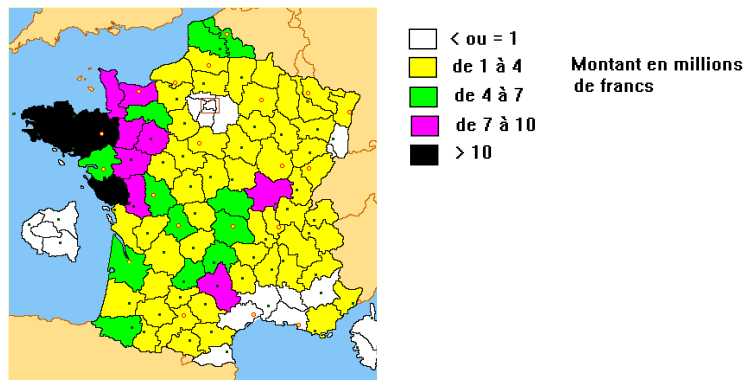 < ou = 1
de 1 à 4
de 4 à 7
de 7 à 10
> 10
Montant en millions
de francs